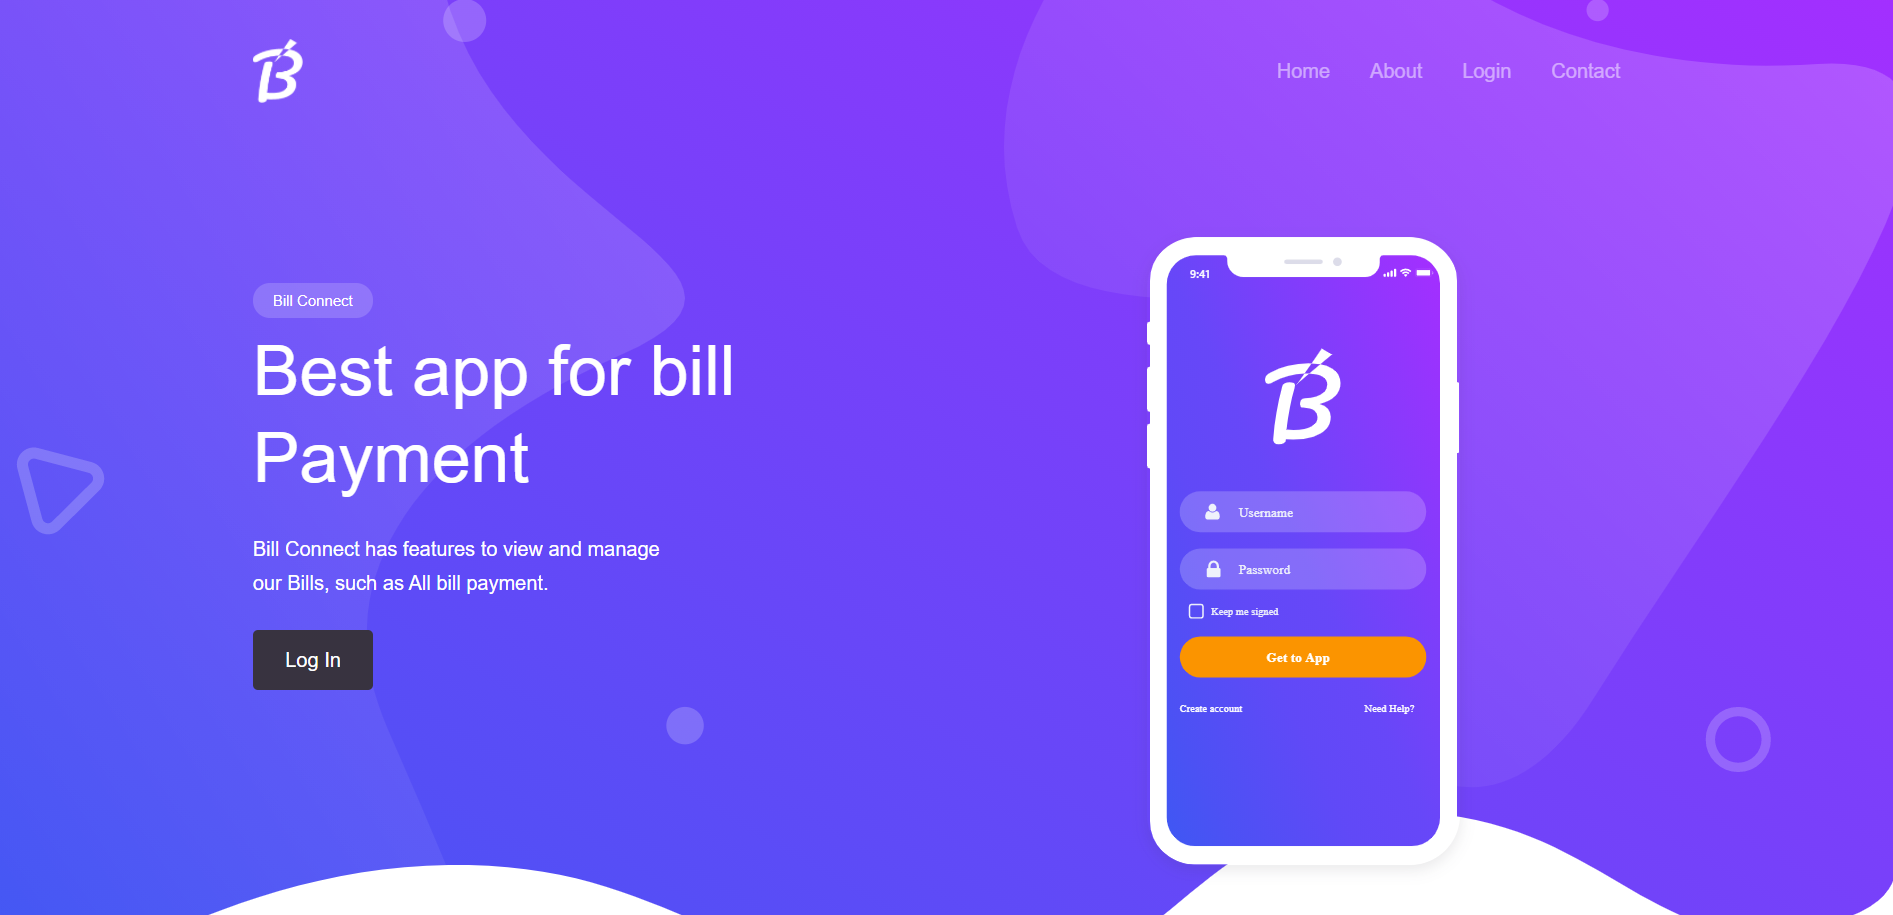 B
Home About Login Contact
Bill Connect
Best app for bill
Payment
Bill Connect has features to view and manage
our Bills, such as All bill payment.
Log In
9:41
B
Username
Password
Keep me signed
Get to App
Create account Need Help?